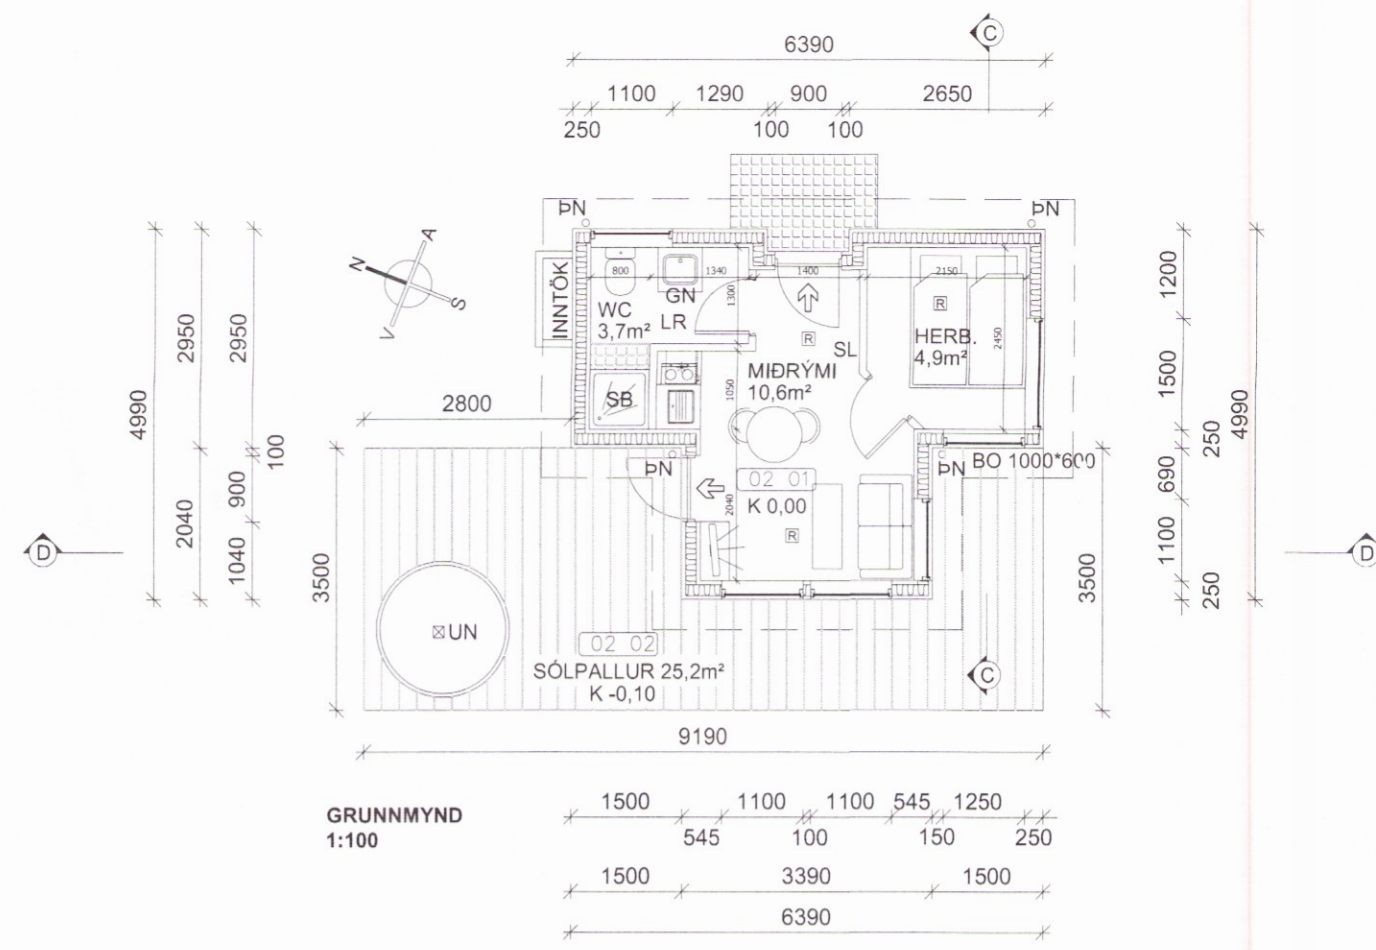 C
6390
1100 1290 900 2650
250 100 100
ÞN ÞN
A
N
S
V
INNTÖK
800 1340 1400 2150
1300
GN
WC
3,7m²
LR
R
R
HERB.
4,9m²
2450
SL
MIÐRÝMI
10,6m²
1050
SB
2950 2950
4990
2800
100
900
2040
1040
3500
1200
1500
4990
250
690
1100
250
3500
ÞN
ÞN
BO 1000*600
02 01
K 0,00
2040
R
D
D
UN
02 02
SÓLPALLUR 25,2m²
K -0,10
C
9190
GRUNNMYND
1:100
1500 1100 1100 545 1250
545 100 150 250
1500 3390 1500
6390